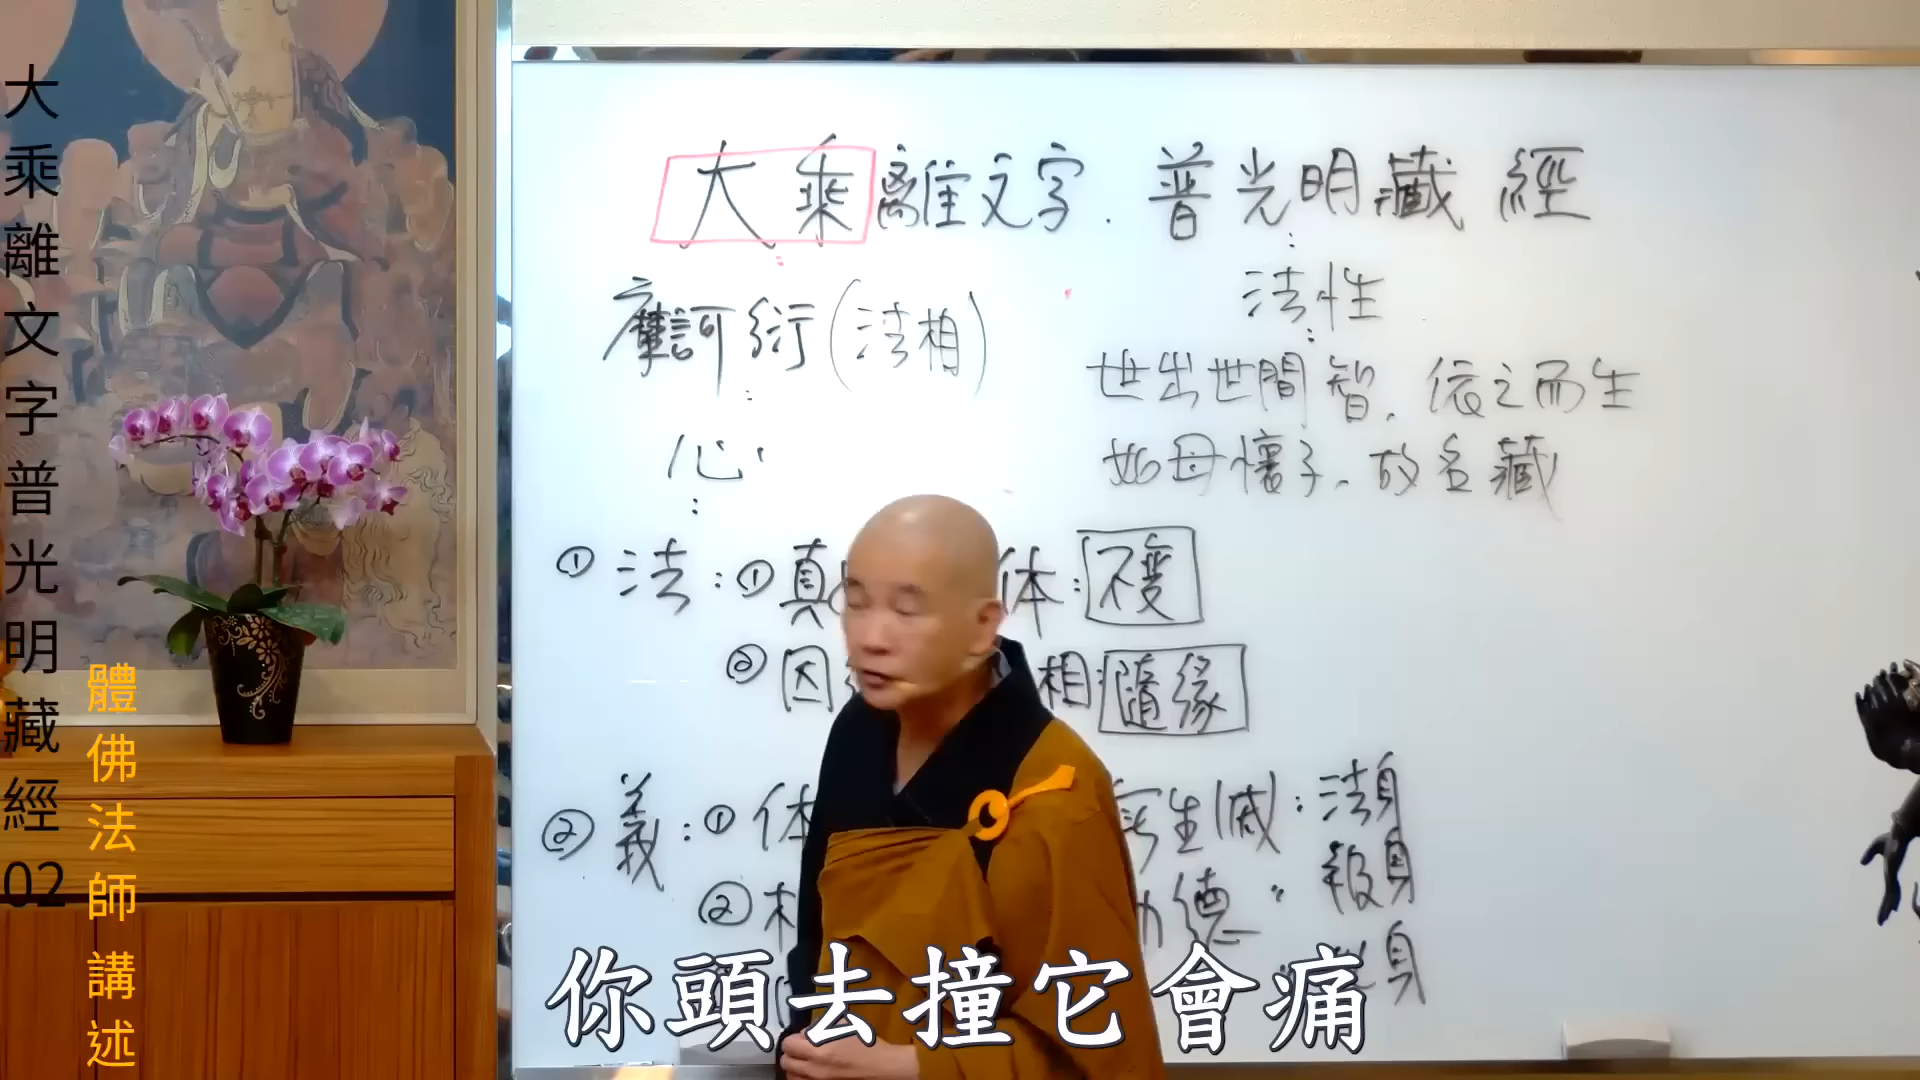 大乘離文字普光明藏經02
體佛法師講述
大乘離文字．普光明藏經
摩訶衍(法相)
心
法性
世出世間智．依之而生
如母懷子．故名藏
① 法：①真 体：不變
② 因 相：隨緣
② 義：①体 生滅：法身
② 德〃報身
身
你頭去撞它會痛